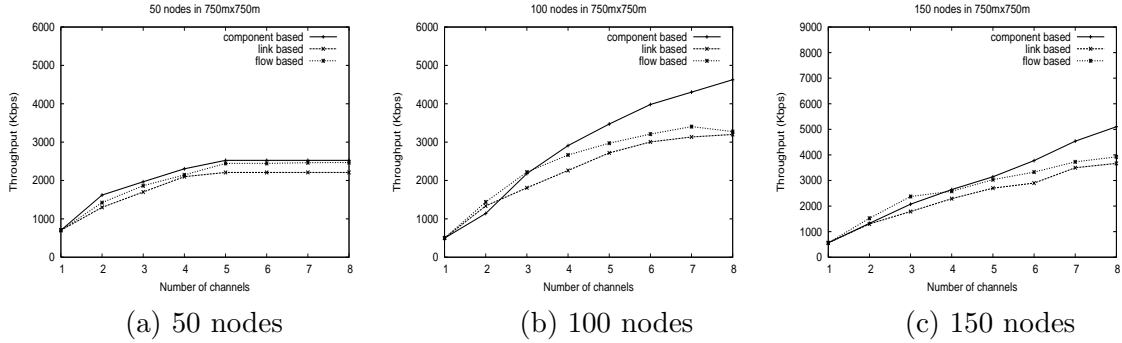 50 nodes in 750mx750m
6000
5000
4000
3000
2000
1000
0
Throughput (Kbps)
component based
link based
flow based
1 2 3 4 5 6 7 8
Number of channels
(a) 50 nodes
100 nodes in 750mx750m
6000
5000
4000
3000
2000
1000
0
Throughput (Kbps)
component based
link based
flow based
1 2 3 4 5 6 7 8
Number of channels
(b) 100 nodes
150 nodes in 750mx750m
9000
8000
7000
6000
5000
4000
3000
2000
1000
0
Throughput (Kbps)
component based
link based
flow based
1 2 3 4 5 6 7 8
Number of channels
(c) 150 nodes